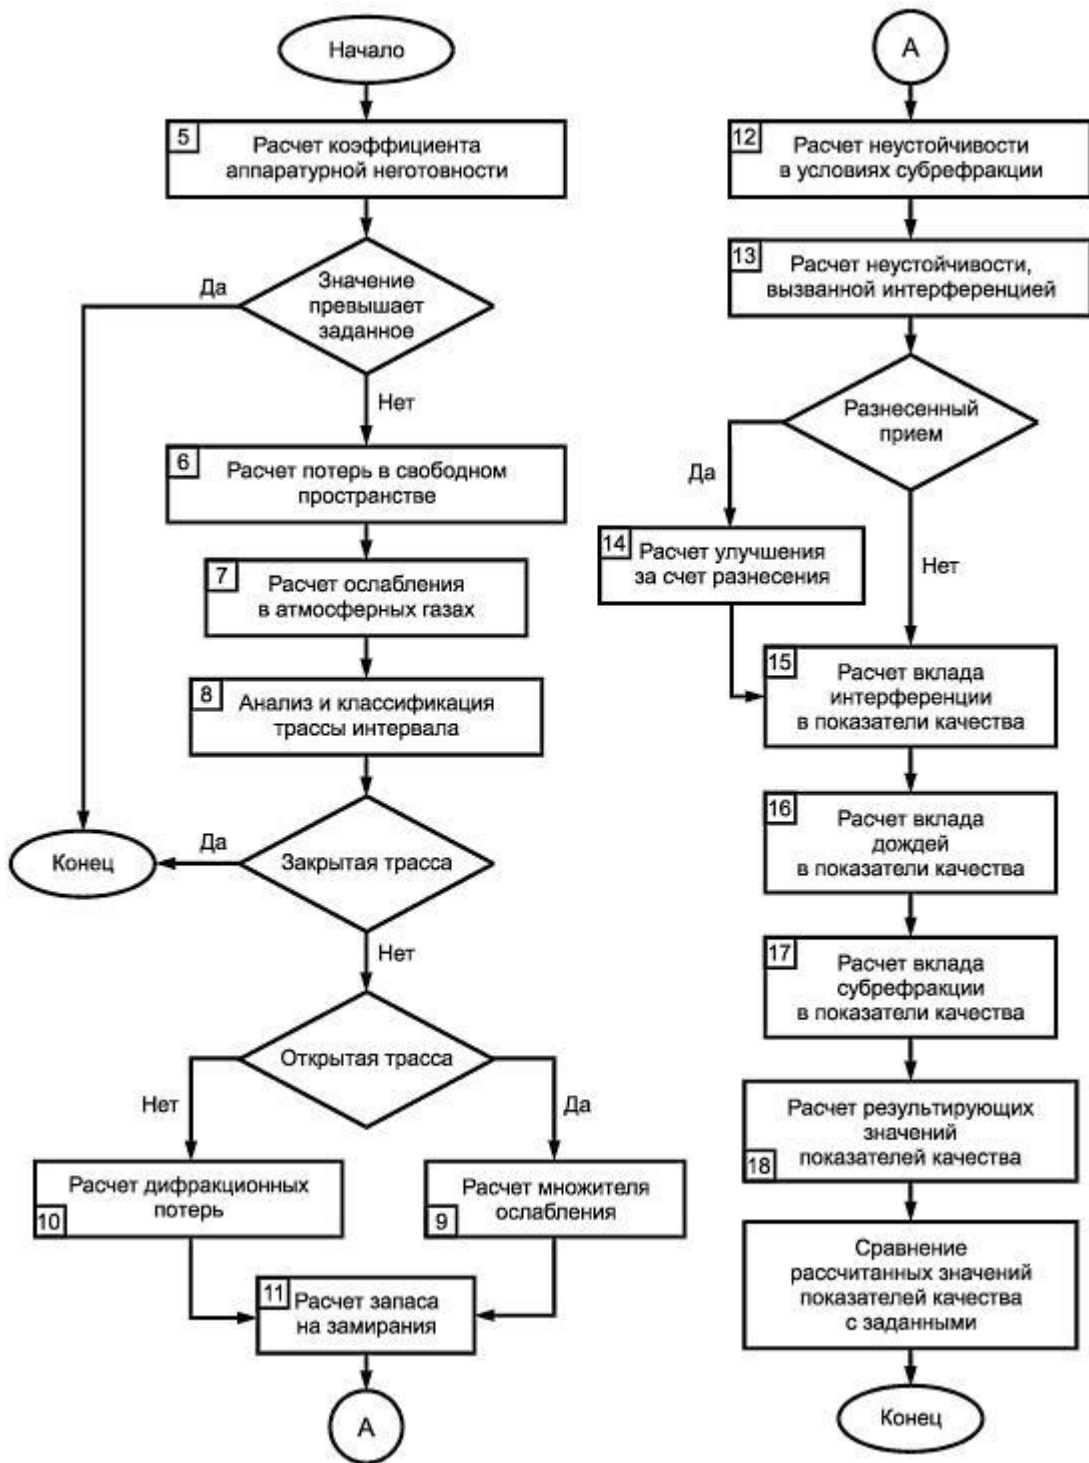 Начало
5
Расчет коэффициента
аппаратурной неготовности
Да
Значение
превышает
заданное
Нет
6
Расчет потерь в свободном
пространстве
7
Расчет ослабления
в атмосферных газах
8
Анализ и классификация
трассы интервала
Конец
Да
Закрытая трасса
Нет
Открытая трасса
Нет
Да
Расчет дифракционных
потерь
10
Расчет множителя
ослабления
9
11
Расчет запаса
на замирания
А
А
12
Расчет неустойчивости
в условиях субрефракции
13
Расчет неустойчивости,
вызванной интерференцией
Разнесенный
прием
Да
14
Расчет улучшения
за счет разнесения
Нет
15
Расчет вклада
интерференции
в показатели качества
16
Расчет вклада
дождей
в показатели качества
17
Расчет вклада
субрефракции
в показатели качества
Расчет результирующих
значений
показателей качества
18
Сравнение
рассчитанных значений
показателей качества
с заданными
Конец